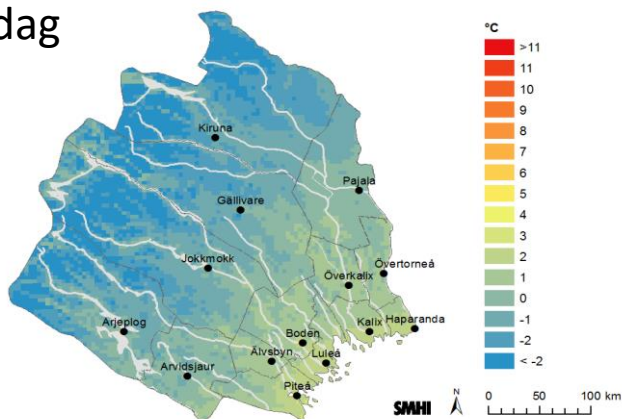 dag
°C
>11
11
10
9
8
7
6
5
4
3
2
1
0
-1
-2
< -2
Kiruna
Pajala
Gällivare
Jokkmokk
Övertorneå
Överkalix
Arjeplog
Kalix
Haparanda
Boden
Älvsbyn
Luleå
Arvidsjaur
Piteå
SMHI
N
0 50 100 km